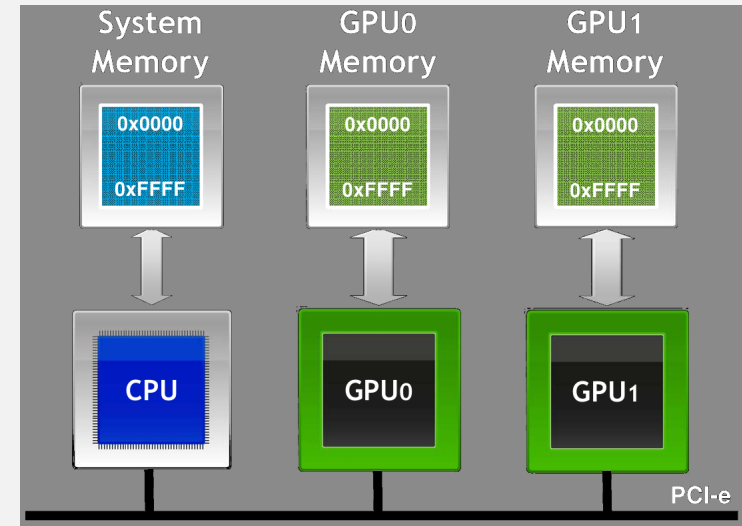 System
Memory
GPU0
Memory
GPU1
Memory
0x0000
0xFFFF
0x0000
0xFFFF
0x0000
0xFFFF
CPU
GPU0
GPU1
PCI-e